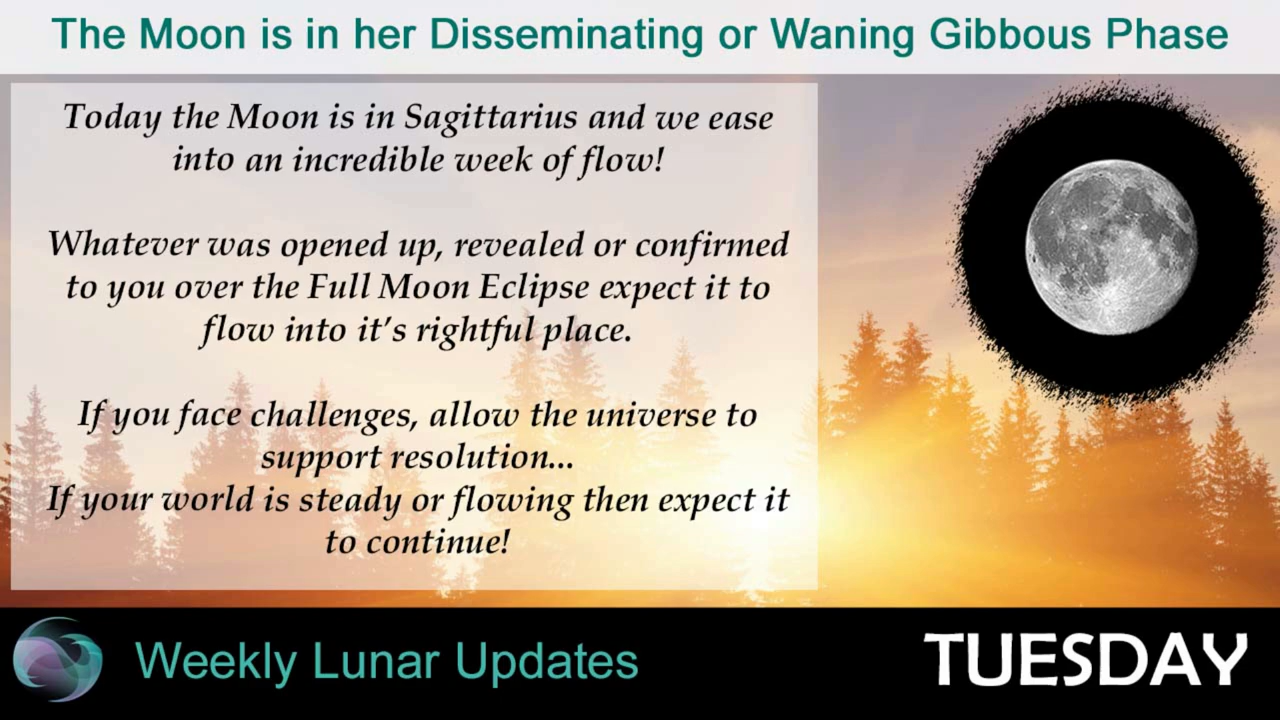 The Moon is in her Disseminating or Waning Gibbous Phase
Today the Moon is in Sagittarius and we ease
into an incredible week of flow!
Whatever was opened up, revealed or confirmed
to you over the Full Moon Eclipse expect it to
flow into it’s rightful place.
If you face challenges, allow the universe to
support resolution...
If your world is steady or flowing then expect it
to continue!
Weekly Lunar Updates
TUESDAY